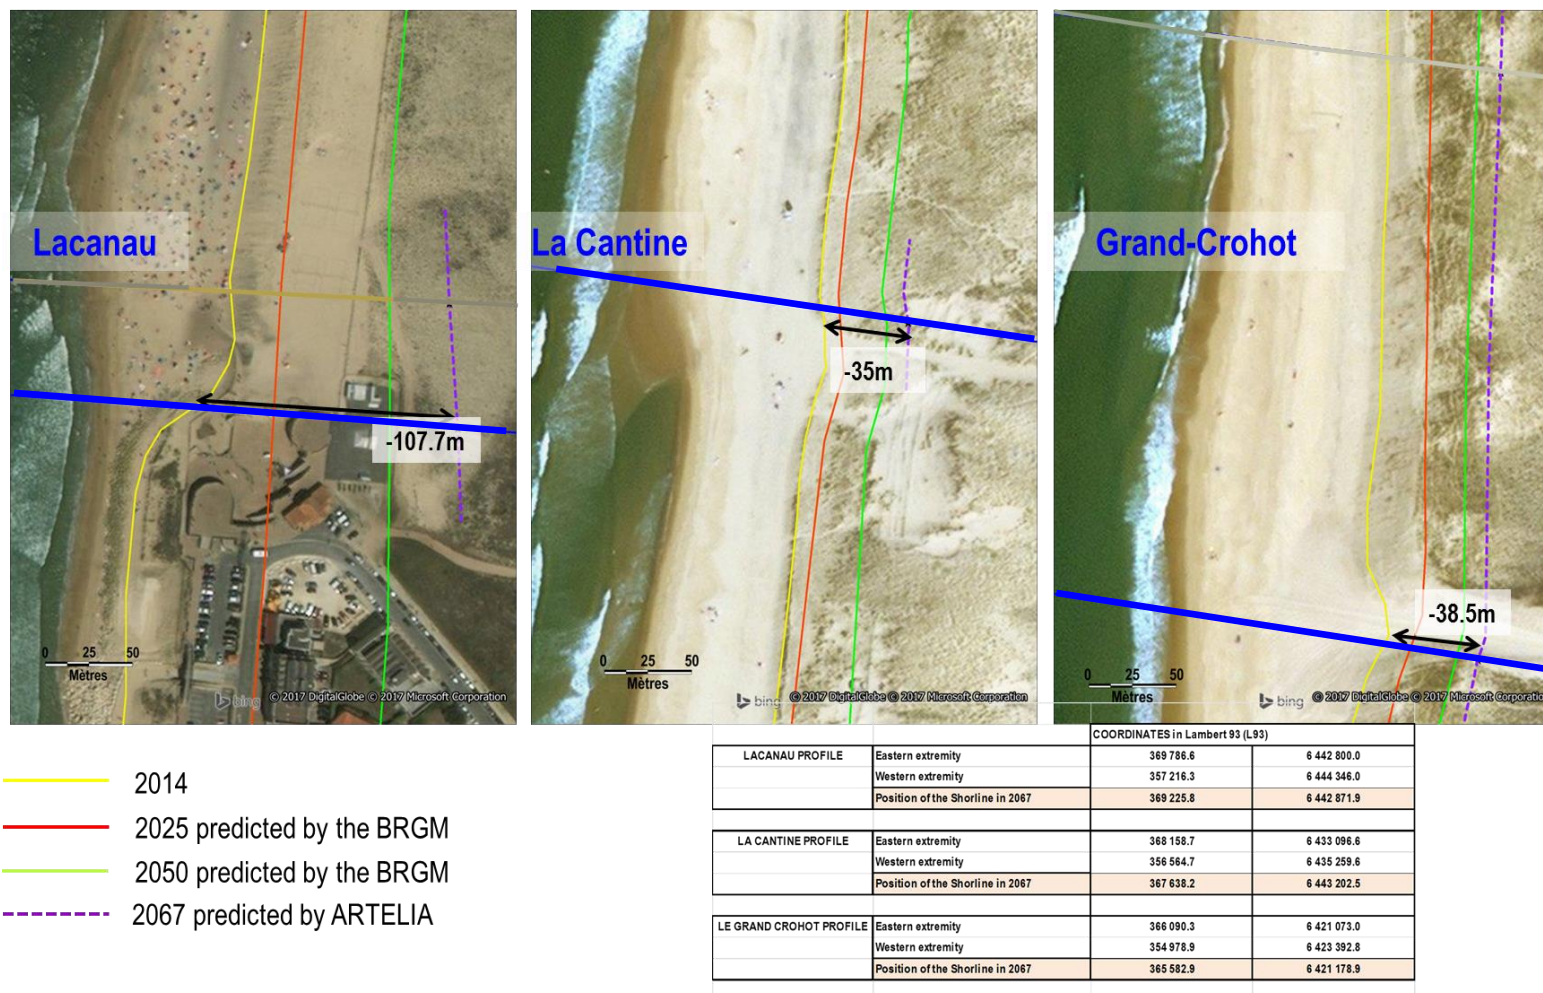 Lacanau
-107.7m
0 25 50
Mètres
bing © 2017 DigitalGlobe © 2017 Microsoft Corporation
La Cantine
-35m
0 25 50
Mètres
bing © 2017 DigitalGlobe © 2017 Microsoft Corporation
Grand-Crohot
-38.5m
0 25 50
Mètres
bing © 2017 DigitalGlobe © 2017 Microsoft Corporatio
2014
2025 predicted by the BRGM
2050 predicted by the BRGM
2067 predicted by ARTELIA
COORDINATES in Lambert 93 (L93)
LACANAU PROFILE Eastern extremity 369 786.6 6 442 800.0
Western extremity 357 216.3 6 444 346.0
Position of the Shorline in 2067 369 225.8 6 442 871.9
LA CANTINE PROFILE Eastern extremity 368 158.7 6 433 096.6
Western extremity 356 564.7 6 435 259.6
Position of the Shorline in 2067 367 638.2 6 443 202.5
LE GRAND CROHOT PROFILE Eastern extremity 366 090.3 6 421 073.0
Western extremity 354 978.9 6 423 392.8
Position of the Shorline in 2067 365 582.9 6 421 178.9